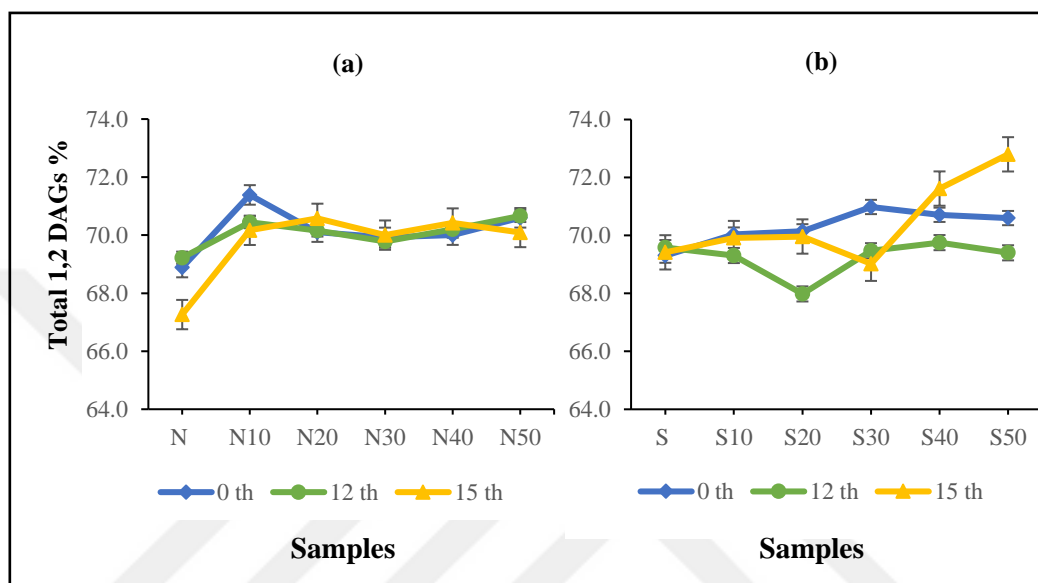 (a)
Total 1,2 DAGs %
74.0
72.0
70.0
68.0
66.0
64.0
N N10 N20 N30 N40 N50
0 th 12 th 15 th
Samples
(b)
74.0
72.0
70.0
68.0
66.0
64.0
S S10 S20 S30 S40 S50
0 th 12 th 15 th
Samples